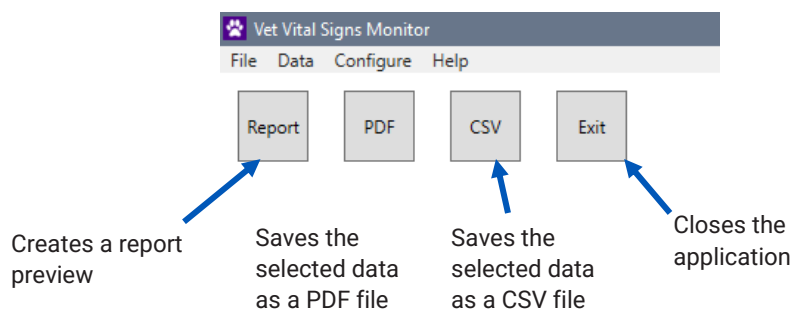 Vet Vital Signs Monitor
File Data Configure Help
Report PDF CSV Exit
Creates a report
preview
Saves the
selected data
as a PDF file
Saves the
selected data
as a CSV file
Closes the
application